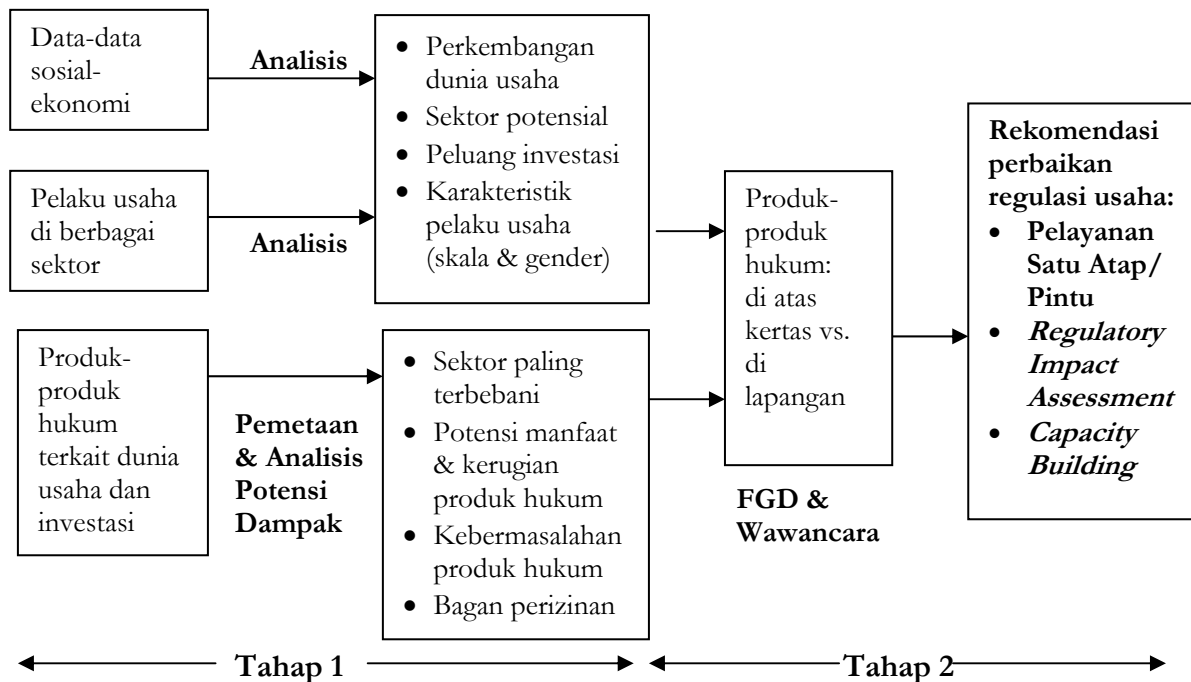 Data-data
sosial-
ekonomi
Analisis
Pelaku usaha
di berbagai
sektor
Analisis
• Perkembangan
dunia usaha
• Sektor potensial
• Peluang investasi
• Karakteristik
pelaku usaha
(skala & gender)
Produk-
produk
hukum
terkait dunia
usaha dan
investasi
Pemetaan
& Analisis
Potensi
Dampak
• Sektor paling
terbebani
• Potensi manfaat
& kerugian
produk hukum
• Kebermasalahan
produk hukum
• Bagan perizinan
Produk-
produk
hukum:
di atas
kertas vs.
di
lapangan
FGD &
Wawancara
Rekomendasi
perbaikan
regulasi usaha:
• Pelayanan
Satu Atap/
Pintu
• Regulatory
Impact
Assessment
• Capacity
Building
Tahap 1
Tahap 2